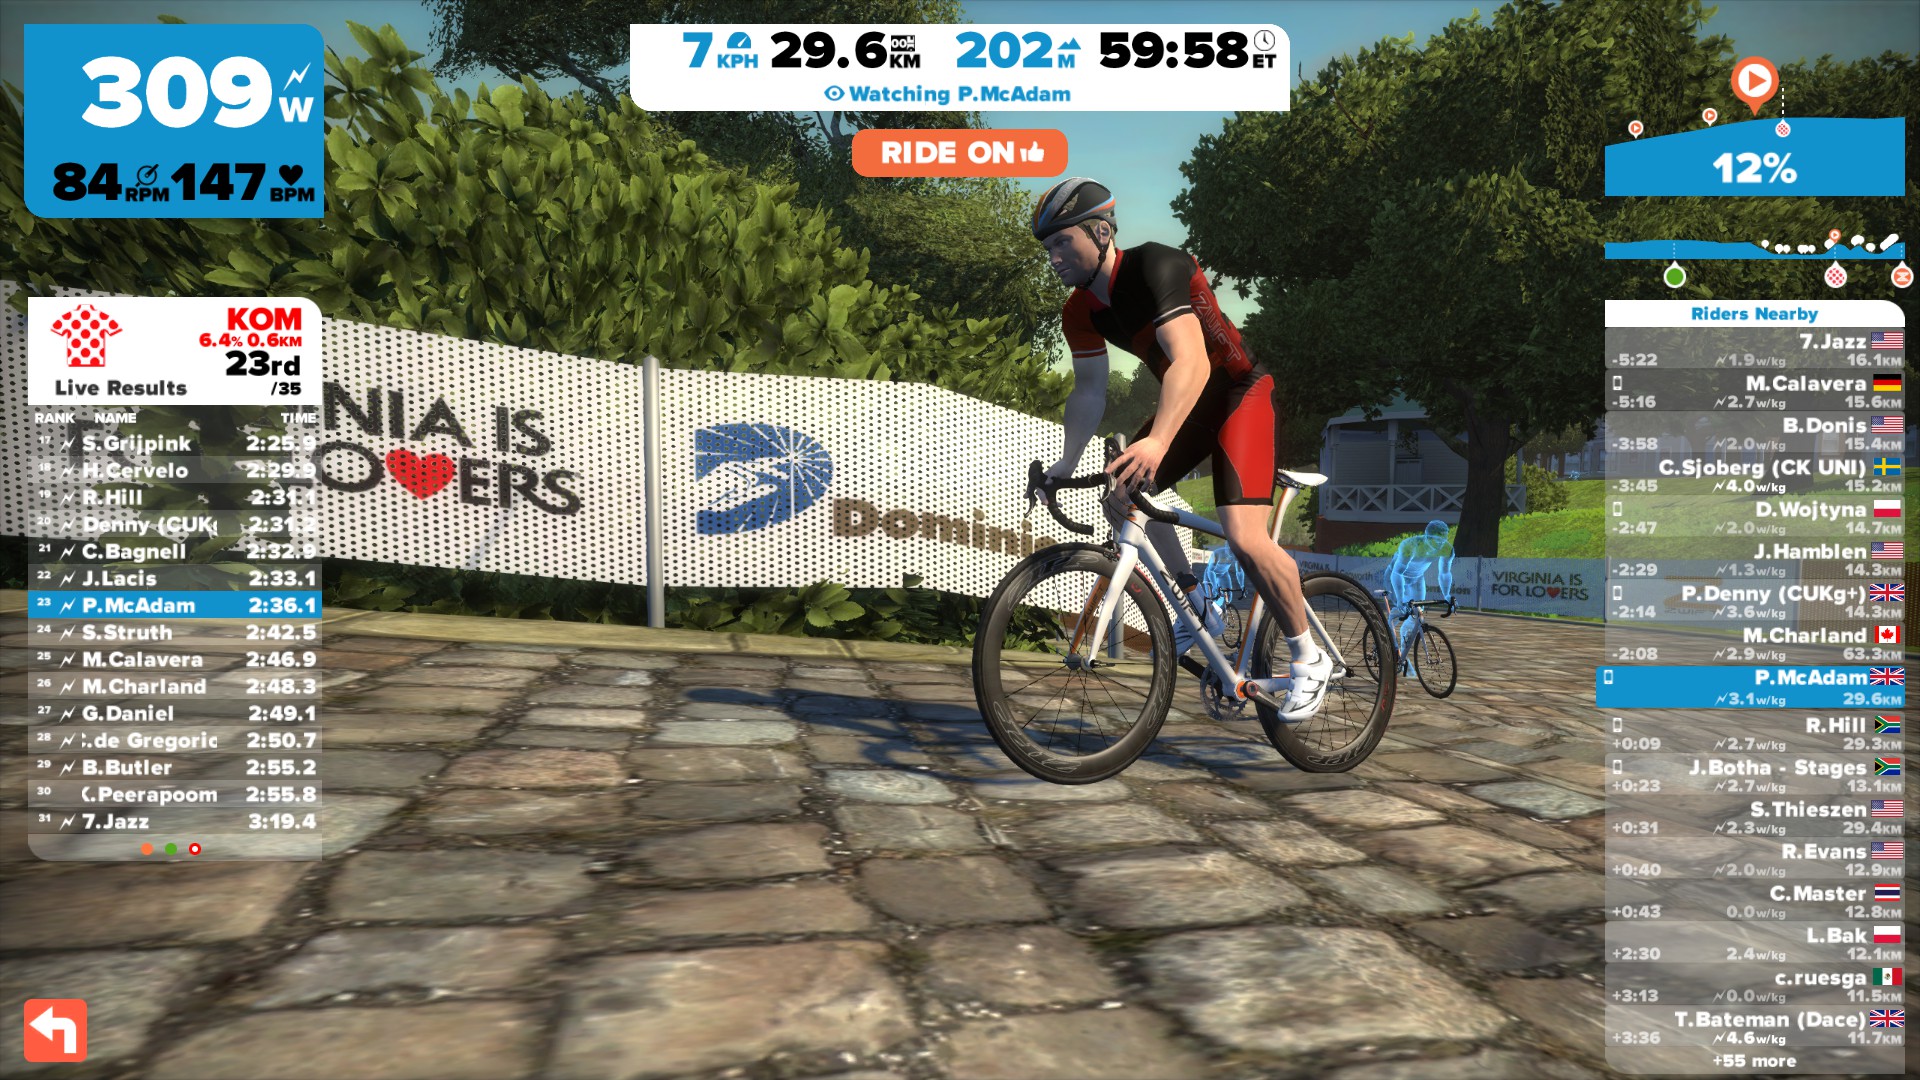 309 W
84 RPM 147 BPM
7 KPH 29.6 KM 202 M 59:58 ET
Watching P.McAdam
RIDE ON
12%
KOM
6.4% 0.6KM
23rd
/35
Live Results
RANK NAME TIME
17 S.Grijpink 2:25.9
18 H.Cervelo 2:29.9
19 R.Hill 2:31.1
20 Denny (CUKg 2:31.2
21 C.Bagnell 2:32.9
22 J.Lacis 2:33.1
23 P.McAdam 2:36.1
24 S.Struth 2:42.5
25 M.Calavera 2:46.9
26 M.Charland 2:48.3
27 G.Daniel 2:49.1
28 .de Gregorio 2:50.7
29 B.Butler 2:55.2
30 .Peerapoom 2:55.8
31 7.Jazz 3:19.4
NIA IS
LOVERS
Domini
ZWIFT
VIRGINIA IS
FOR LOVERS
Riders Nearby
7.Jazz
-5:22 1.9w/kg 16.1KM
M.Calavera
-5:16 2.7w/kg 15.6KM
B.Donis
-3:58 2.0w/kg 15.4KM
C.Sjoberg (CK UNI)
-3:45 4.0w/kg 15.2KM
D.Wojtyna
-2:47 2.0w/kg 14.7KM
J.Hamblen
-2:29 1.3w/kg 14.3KM
P.Denny (CUKg+)
-2:14 3.6w/kg 14.3KM
M.Charland
-2:08 2.9w/kg 63.3KM
P.McAdam
3.1w/kg 29.6KM
R.Hill
+0:09 2.7w/kg 29.3KM
J.Botha - Stages
+0:23 2.7w/kg 13.1KM
S.Thieszen
+0:31 2.3w/kg 29.4KM
R.Evans
+0:40 2.0w/kg 12.9KM
C.Master
+0:43 0.0w/kg 12.8KM
L.Bak
+2:30 2.4w/kg 12.1KM
c.ruesga
+3:13 0.0w/kg 11.5KM
T.Bateman (Dace)
+3:36 4.6w/kg 11.7KM
+55 more